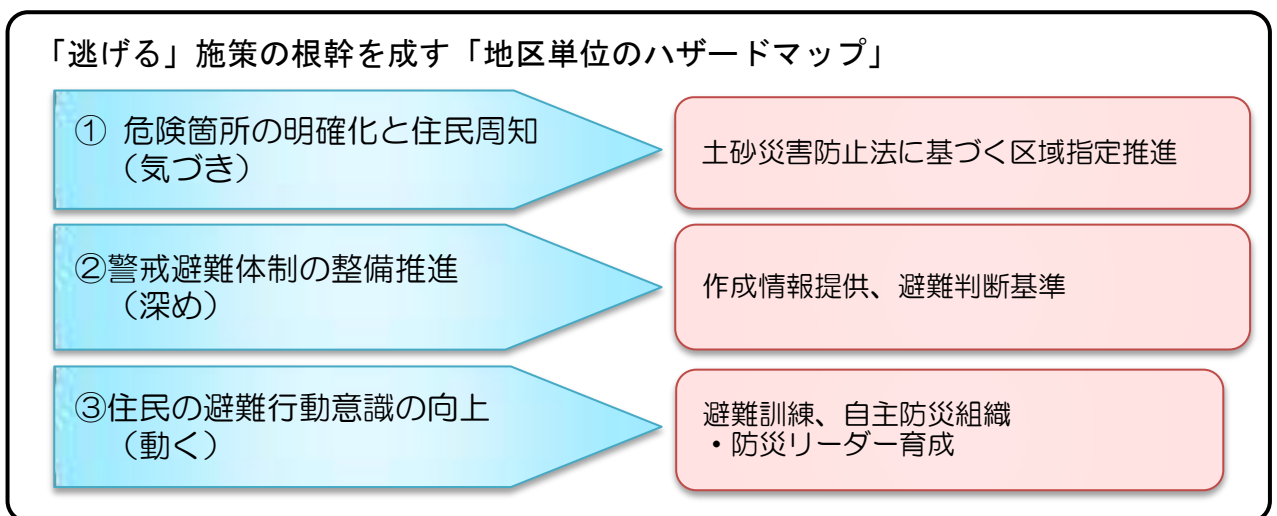 「逃げる」施策の根幹を成す「地区単位のハザードマップ」
① 危険箇所の明確化と住民周知
（気づき）
土砂災害防止法に基づく区域指定推進
②警戒避難体制の整備推進
（深め）
作成情報提供、避難判断基準
③住民の避難行動意識の向上
（動く）
避難訓練、自主防災組織
・防災リーダー育成